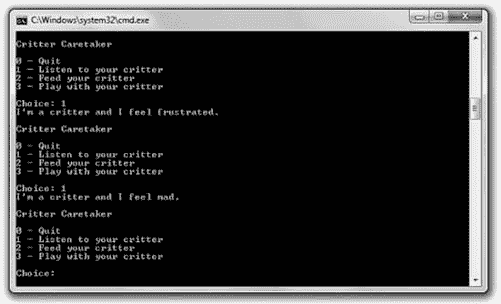 C:\Windows\system32\cmd.exe
Critter Caretaker
0 - Quit
1 - Listen to your critter
2 - Feed your critter
3 - Play with your critter
Choice: 1
I'm a critter and I feel frustrated.
Critter Caretaker
0 - Quit
1 - Listen to your critter
2 - Feed your critter
3 - Play with your critter
Choice: 1
I'm a critter and I feel mad.
Critter Caretaker
0 - Quit
1 - Listen to your critter
2 - Feed your critter
3 - Play with your critter
Choice: